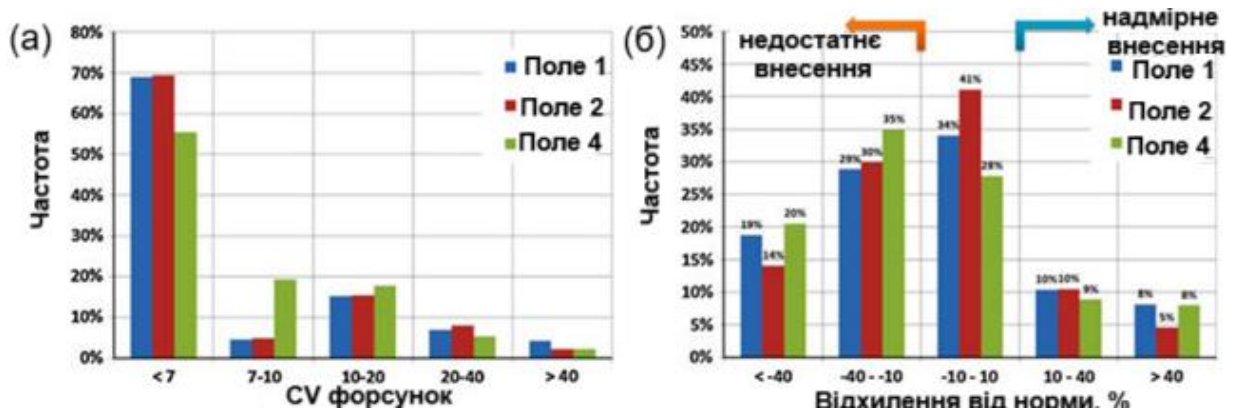 (а)
80%
70%
60%
50%
40%
30%
20%
10%
0%
Частота
Поле 1
Поле 2
Поле 4
<7
7-10
10-20
20-40
>40
CV форсунок
(б)
50%
45%
40%
35%
30%
25%
20%
15%
10%
5%
0%
Частота
недостатнє
внесення
надмірне
внесення
Поле 1
Поле 2
Поле 4
19%
14%
20%
29%
30%
35%
34%
41%
28%
10%
10%
9%
8%
5%
8%
< -40
-40 - -10
-10 - 10
10 - 40
> 40
Відхилення від норми, %